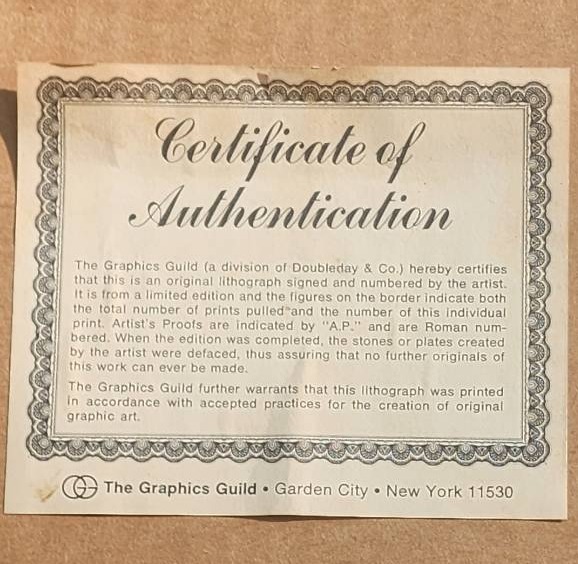 Certificate of
Authentication
The Graphics Guild (a division of Doubleday & Co.) hereby certifies
that this is an original lithograph signed and numbered by the artist.
It is from a limited edition and the figures on the border indicate both
the total number of prints pulled and the number of this individual
print. Artist's Proofs are indicated by "A.P." and are Roman num-
bered. When the edition was completed, the stones or plates created
by the artist were defaced, thus assuring that no further originals of
this work can ever be made.
The Graphics Guild further warrants that this lithograph was printed
in accordance with accepted practices for the creation of original
graphic art.
The Graphics Guild • Garden City • New York 11530